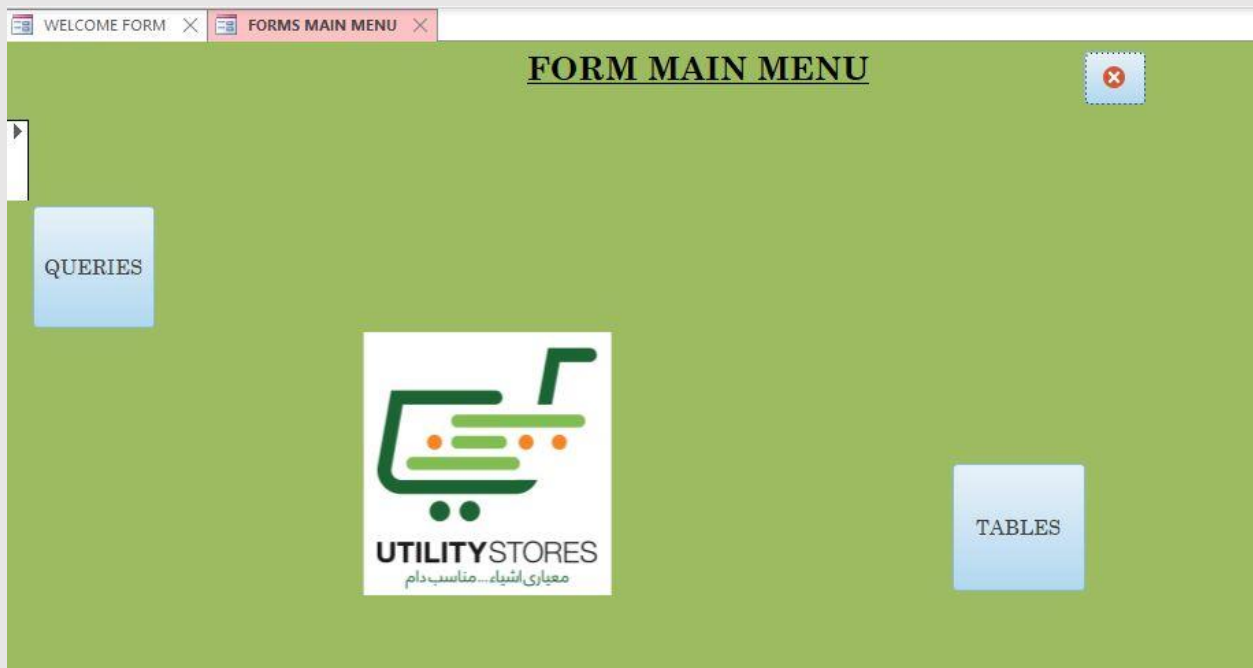 WELCOME FORM
FORMS MAIN MENU
FORM MAIN MENU
QUERIES
UTILITYSTORES
معیاری اشیاء...مناسب دام
TABLES